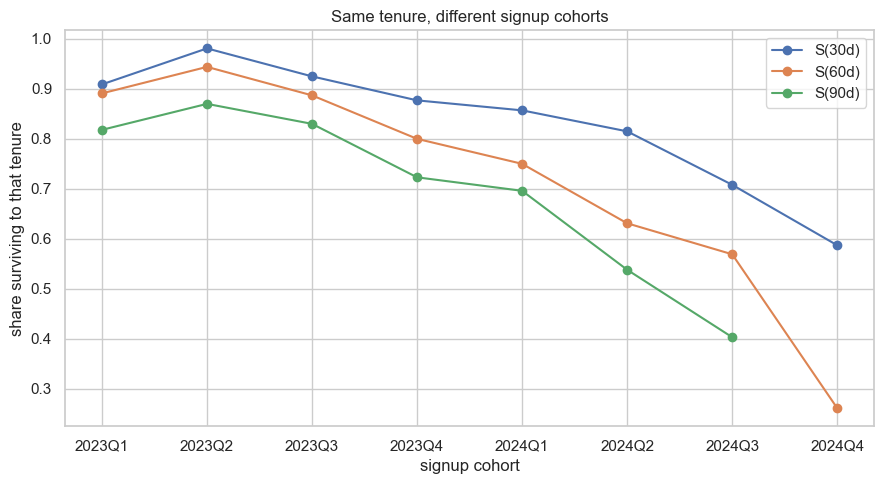 Same tenure, different signup cohorts
share surviving to that tenure
1.0
0.9
0.8
0.7
0.6
0.5
0.4
0.3
S(30d)
S(60d)
S(90d)
2023Q1 2023Q2 2023Q3 2023Q4 2024Q1 2024Q2 2024Q3 2024Q4
signup cohort